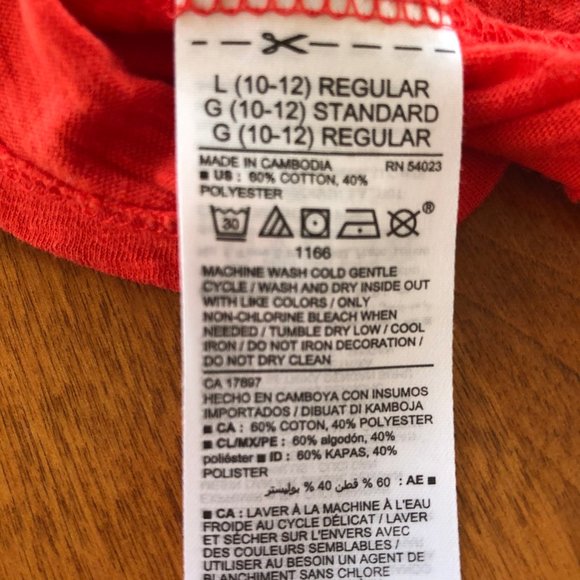 L (10-12) REGULAR
G (10-12) STANDARD
G (10-12) REGULAR
MADE IN CAMBODIA RN 54023
■ US : 60% COTTON, 40%
POLYESTER
30 ®
1166
MACHINE WASH COLD GENTLE
CYCLE / WASH AND DRY INSIDE OUT
WITH LIKE COLORS / ONLY
NON-CHLORINE BLEACH WHEN
NEEDED / TUMBLE DRY LOW / COOL
IRON / DO NOT IRON DECORATION /
DO NOT DRY CLEAN
CA 17897
HECHO EN CAMBOYA CON INSUMOS
IMPORTADOS / DIBUAT DI KAMBOJA
■ CA : 60% COTON, 40% POLYESTER
■ CL/MX/PE : 60% algodón, 40%
poliéster ■ ID : 60% KAPAS, 40%
POLISTER
■ AE : 60 % قطن 40 % بوليستر
■ CA : LAVER À LA MACHINE À L'EAU
FROIDE AU CYCLE DÉLICAT / LAVER
ET SÉCHER SUR L'ENVERS AVEC
DES COULEURS SEMBLABLES /
UTILISER AU BESOIN UN AGENT DE
BLANCHIMENT SANS CHLORE